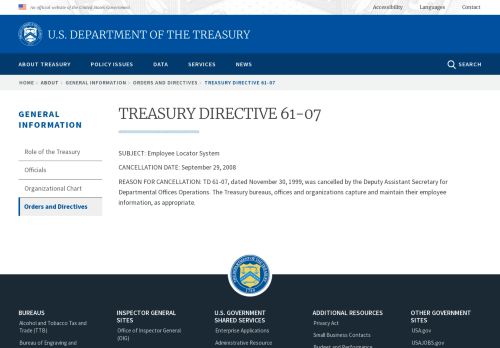 An official website of the United States Government
Accessibility Languages Contact
U.S. DEPARTMENT OF THE TREASURY
ABOUT TREASURY POLICY ISSUES DATA SERVICES NEWS SEARCH
HOME › ABOUT › GENERAL INFORMATION › ORDERS AND DIRECTIVES › TREASURY DIRECTIVE 61-07
GENERAL
INFORMATION
Role of the Treasury
Officials
Organizational Chart
Orders and Directives
TREASURY DIRECTIVE 61-07
SUBJECT: Employee Locator System
CANCELLATION DATE: September 29, 2008
REASON FOR CANCELLATION: TD 61-07, dated November 30, 1999, was cancelled by the Deputy Assistant Secretary for
Departmental Offices Operations. The Treasury bureaus, offices and organizations capture and maintain their employee
information, as appropriate.
BUREAUS
Alcohol and Tobacco Tax and
Trade (TTB)
Bureau of Engraving and
INSPECTOR GENERAL
SITES
Office of Inspector General
(OIG)
U.S. GOVERNMENT
SHARED SERVICES
Enterprise Applications
Administrative Resource
ADDITIONAL RESOURCES
Privacy Act
Small Business Contacts
Budget and Performance
OTHER GOVERNMENT
SITES
USA.gov
USAJOBS.gov